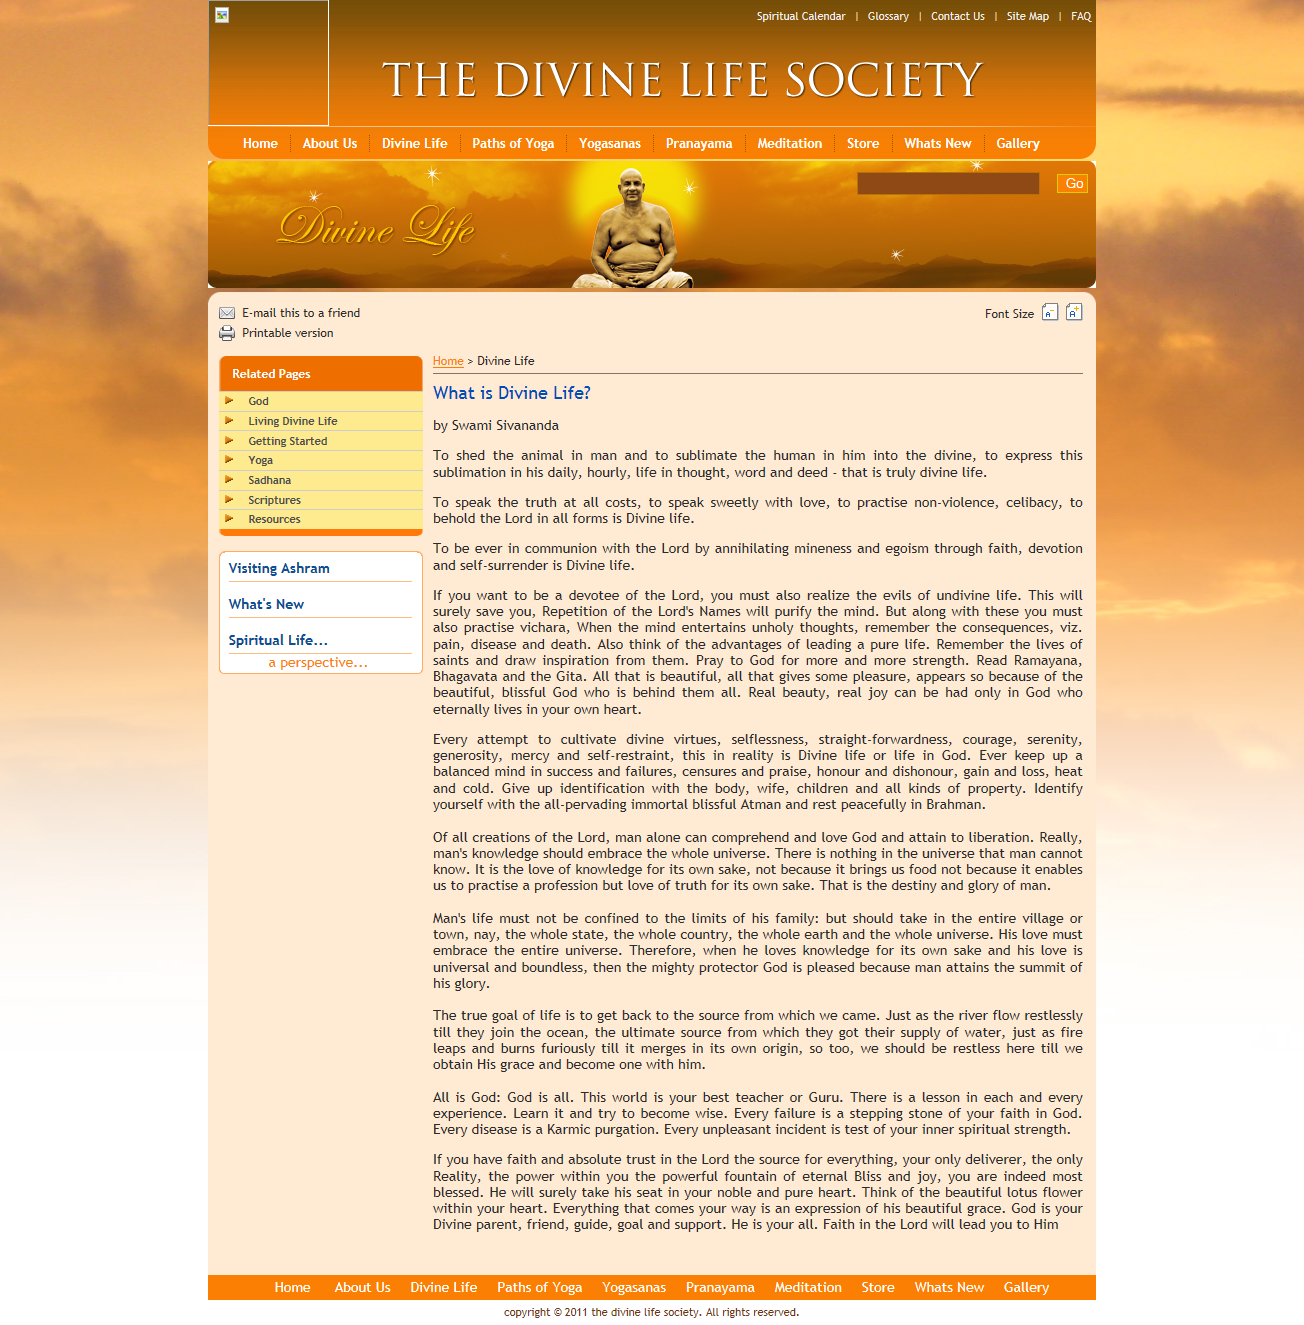 Spiritual Calendar | Glossary | Contact Us | Site Map | FAQ
THE DIVINE LIFE SOCIETY
Home About Us Divine Life Paths of Yoga Yogasanas Pranayama Meditation Store Whats New Gallery
Go
Divine Life
E-mail this to a friend
Printable version
Font Size A- A+
Related Pages
God
Living Divine Life
Getting Started
Yoga
Sadhana
Scriptures
Resources
Visiting Ashram
What's New
Spiritual Life...
a perspective...
Home > Divine Life
What is Divine Life?
by Swami Sivananda
To shed the animal in man and to sublimate the human in him into the divine, to express this
sublimation in his daily, hourly, life in thought, word and deed - that is truly divine life.
To speak the truth at all costs, to speak sweetly with love, to practise non-violence, celibacy, to
behold the Lord in all forms is Divine life.
To be ever in communion with the Lord by annihilating mineness and egoism through faith, devotion
and self-surrender is Divine life.
If you want to be a devotee of the Lord, you must also realize the evils of undivine life. This will
surely save you, Repetition of the Lord's Names will purify the mind. But along with these you must
also practise vichara, When the mind entertains unholy thoughts, remember the consequences, viz.
pain, disease and death. Also think of the advantages of leading a pure life. Remember the lives of
saints and draw inspiration from them. Pray to God for more and more strength. Read Ramayana,
Bhagavata and the Gita. All that is beautiful, all that gives some pleasure, appears so because of the
beautiful, blissful God who is behind them all. Real beauty, real joy can be had only in God who
eternally lives in your own heart.
Every attempt to cultivate divine virtues, selflessness, straight-forwardness, courage, serenity,
generosity, mercy and self-restraint, this in reality is Divine life or life in God. Ever keep up a
balanced mind in success and failures, censures and praise, honour and dishonour, gain and loss, heat
and cold. Give up identification with the body, wife, children and all kinds of property. Identify
yourself with the all-pervading immortal blissful Atman and rest peacefully in Brahman.
Of all creations of the Lord, man alone can comprehend and love God and attain to liberation. Really,
man's knowledge should embrace the whole universe. There is nothing in the universe that man cannot
know. It is the love of knowledge for its own sake, not because it brings us food not because it enables
us to practise a profession but love of truth for its own sake. That is the destiny and glory of man.
Man's life must not be confined to the limits of his family: but should take in the entire village or
town, nay, the whole state, the whole country, the whole earth and the whole universe. His love must
embrace the entire universe. Therefore, when he loves knowledge for its own sake and his love is
universal and boundless, then the mighty protector God is pleased because man attains the summit of
his glory.
The true goal of life is to get back to the source from which we came. Just as the river flow restlessly
till they join the ocean, the ultimate source from which they got their supply of water, just as fire
leaps and burns furiously till it merges in its own origin, so too, we should be restless here till we
obtain His grace and become one with him.
All is God: God is all. This world is your best teacher or Guru. There is a lesson in each and every
experience. Learn it and try to become wise. Every failure is a stepping stone of your faith in God.
Every disease is a Karmic purgation. Every unpleasant incident is test of your inner spiritual strength.
If you have faith and absolute trust in the Lord the source for everything, your only deliverer, the only
Reality, the power within you the powerful fountain of eternal Bliss and joy, you are indeed most
blessed. He will surely take his seat in your noble and pure heart. Think of the beautiful lotus flower
within your heart. Everything that comes your way is an expression of his beautiful grace. God is your
Divine parent, friend, guide, goal and support. He is your all. Faith in the Lord will lead you to Him
Home About Us Divine Life Paths of Yoga Yogasanas Pranayama Meditation Store Whats New Gallery
copyright © 2011 the divine life society. All rights reserved.